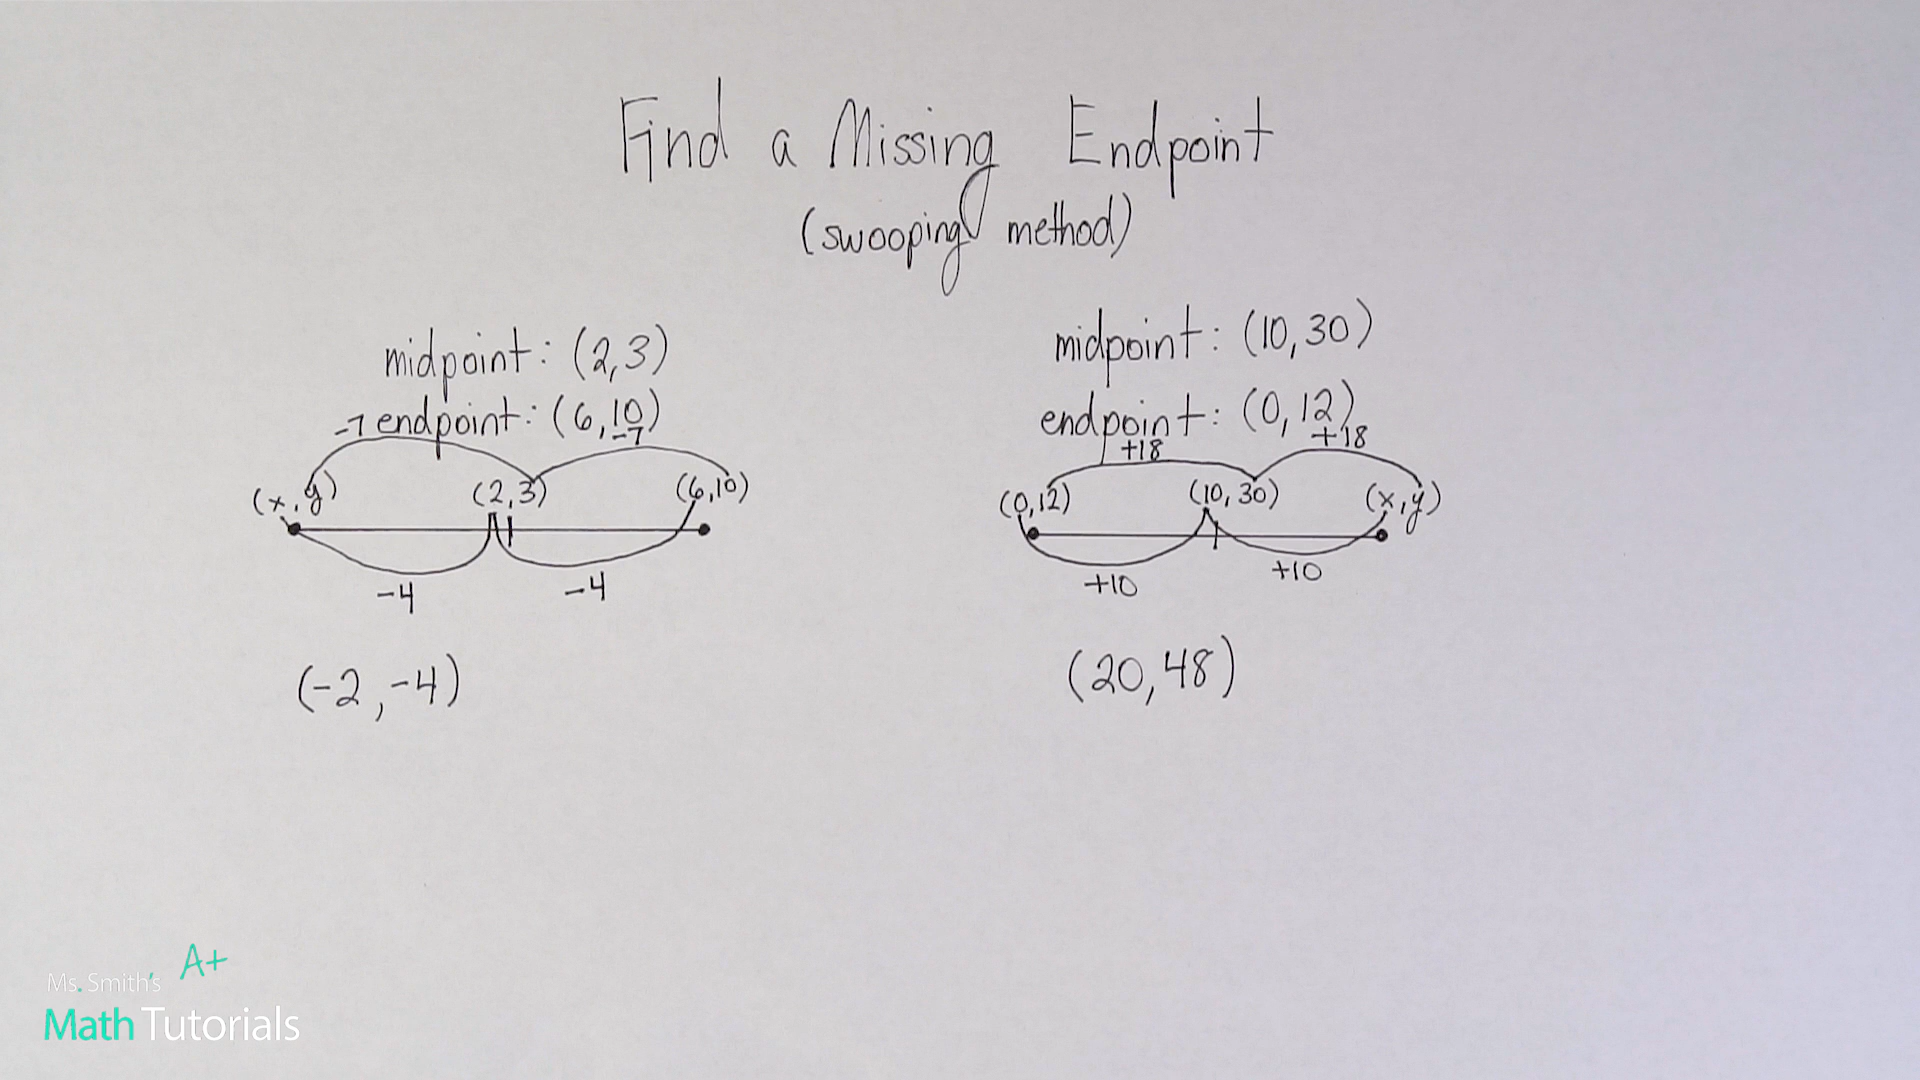 Find a Missing Endpoint
(swooping method)
midpoint: (2,3)
endpoint: (6,10)
-7
-7
(x,y)
(2,3)
(6,10)
-4
-4
(-2,-4)
midpoint: (10,30)
endpoint: (0,12)
+18
+18
(0,12)
(10,30)
(x,y)
+10
+10
(20,48)
Ms. Smith's A+
Math Tutorials